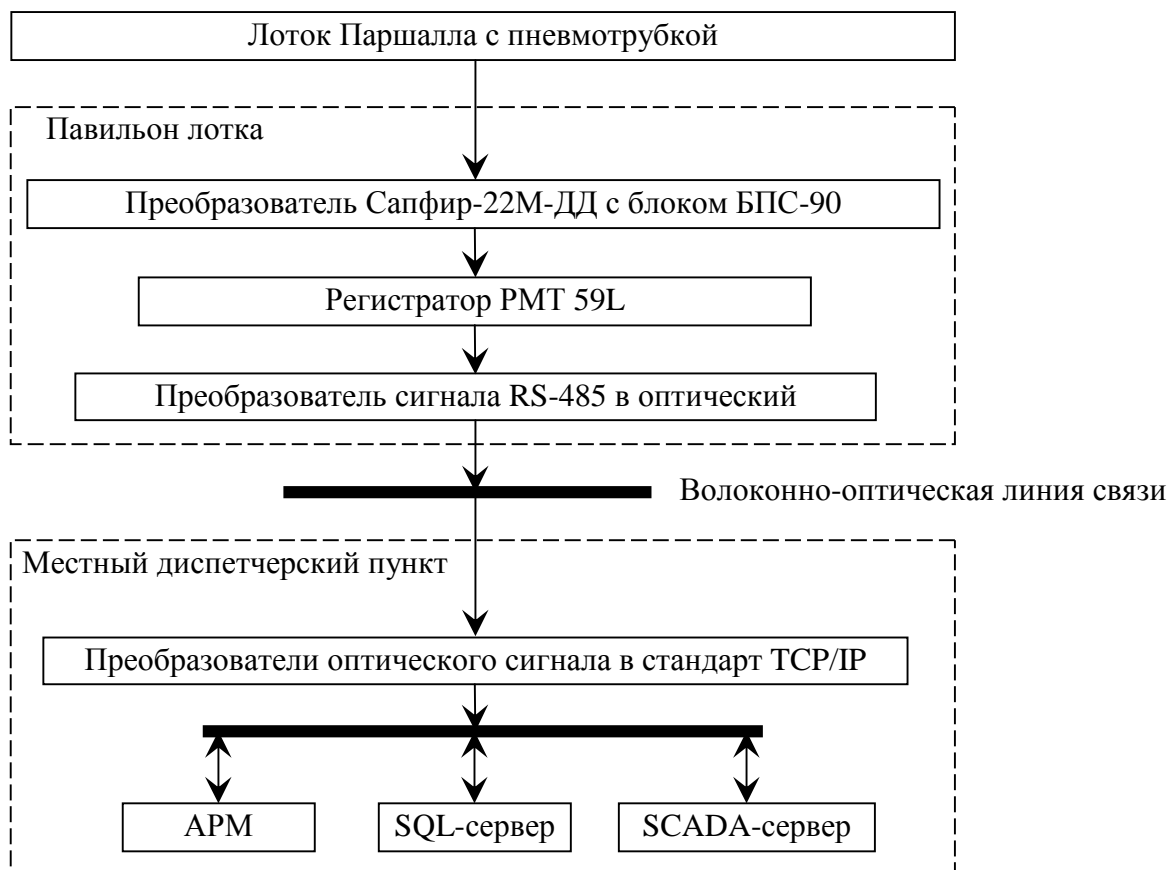 Лоток Паршалла с пневмотрубкой
Павильон лотка
Преобразователь Сапфир-22М-ДД с блоком БПС-90
Регистратор РМТ 59L
Преобразователь сигнала RS-485 в оптический
Волоконно-оптическая линия связи
Местный диспетчерский пункт
Преобразователи оптического сигнала в стандарт TCP/IP
АРМ
SQL-сервер
SCADA-сервер